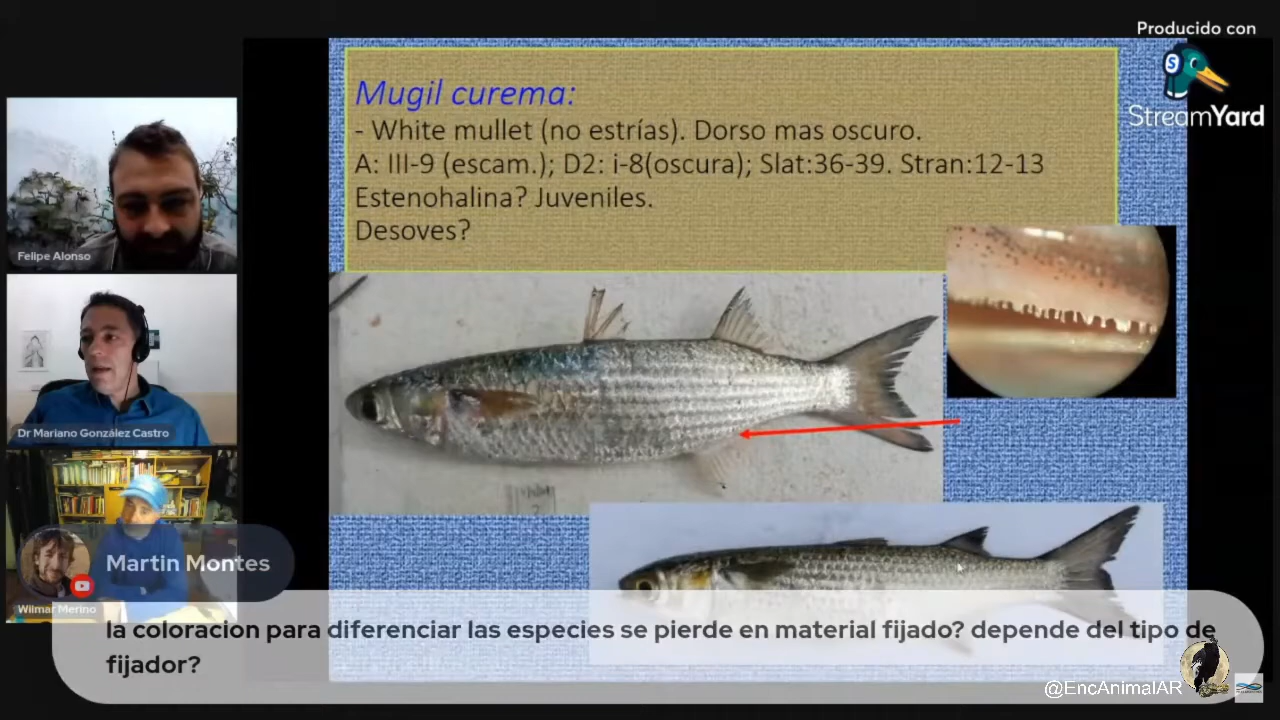 Producido con
StreamYard
Mugil curema:
- White mullet (no estrías). Dorso mas oscuro.
A: III-9 (escam.); D2: i-8(oscura); Slat:36-39. Stran:12-13
Estenohalina? Juveniles.
Desoves?
Felipe Alonso
Dr Mariano González Castro
Martin Montes
Wilmar Merino
la coloracion para diferenciar las especies se pierde en material fijado? depende del tipo de
fijador?
@EncAnimalAR